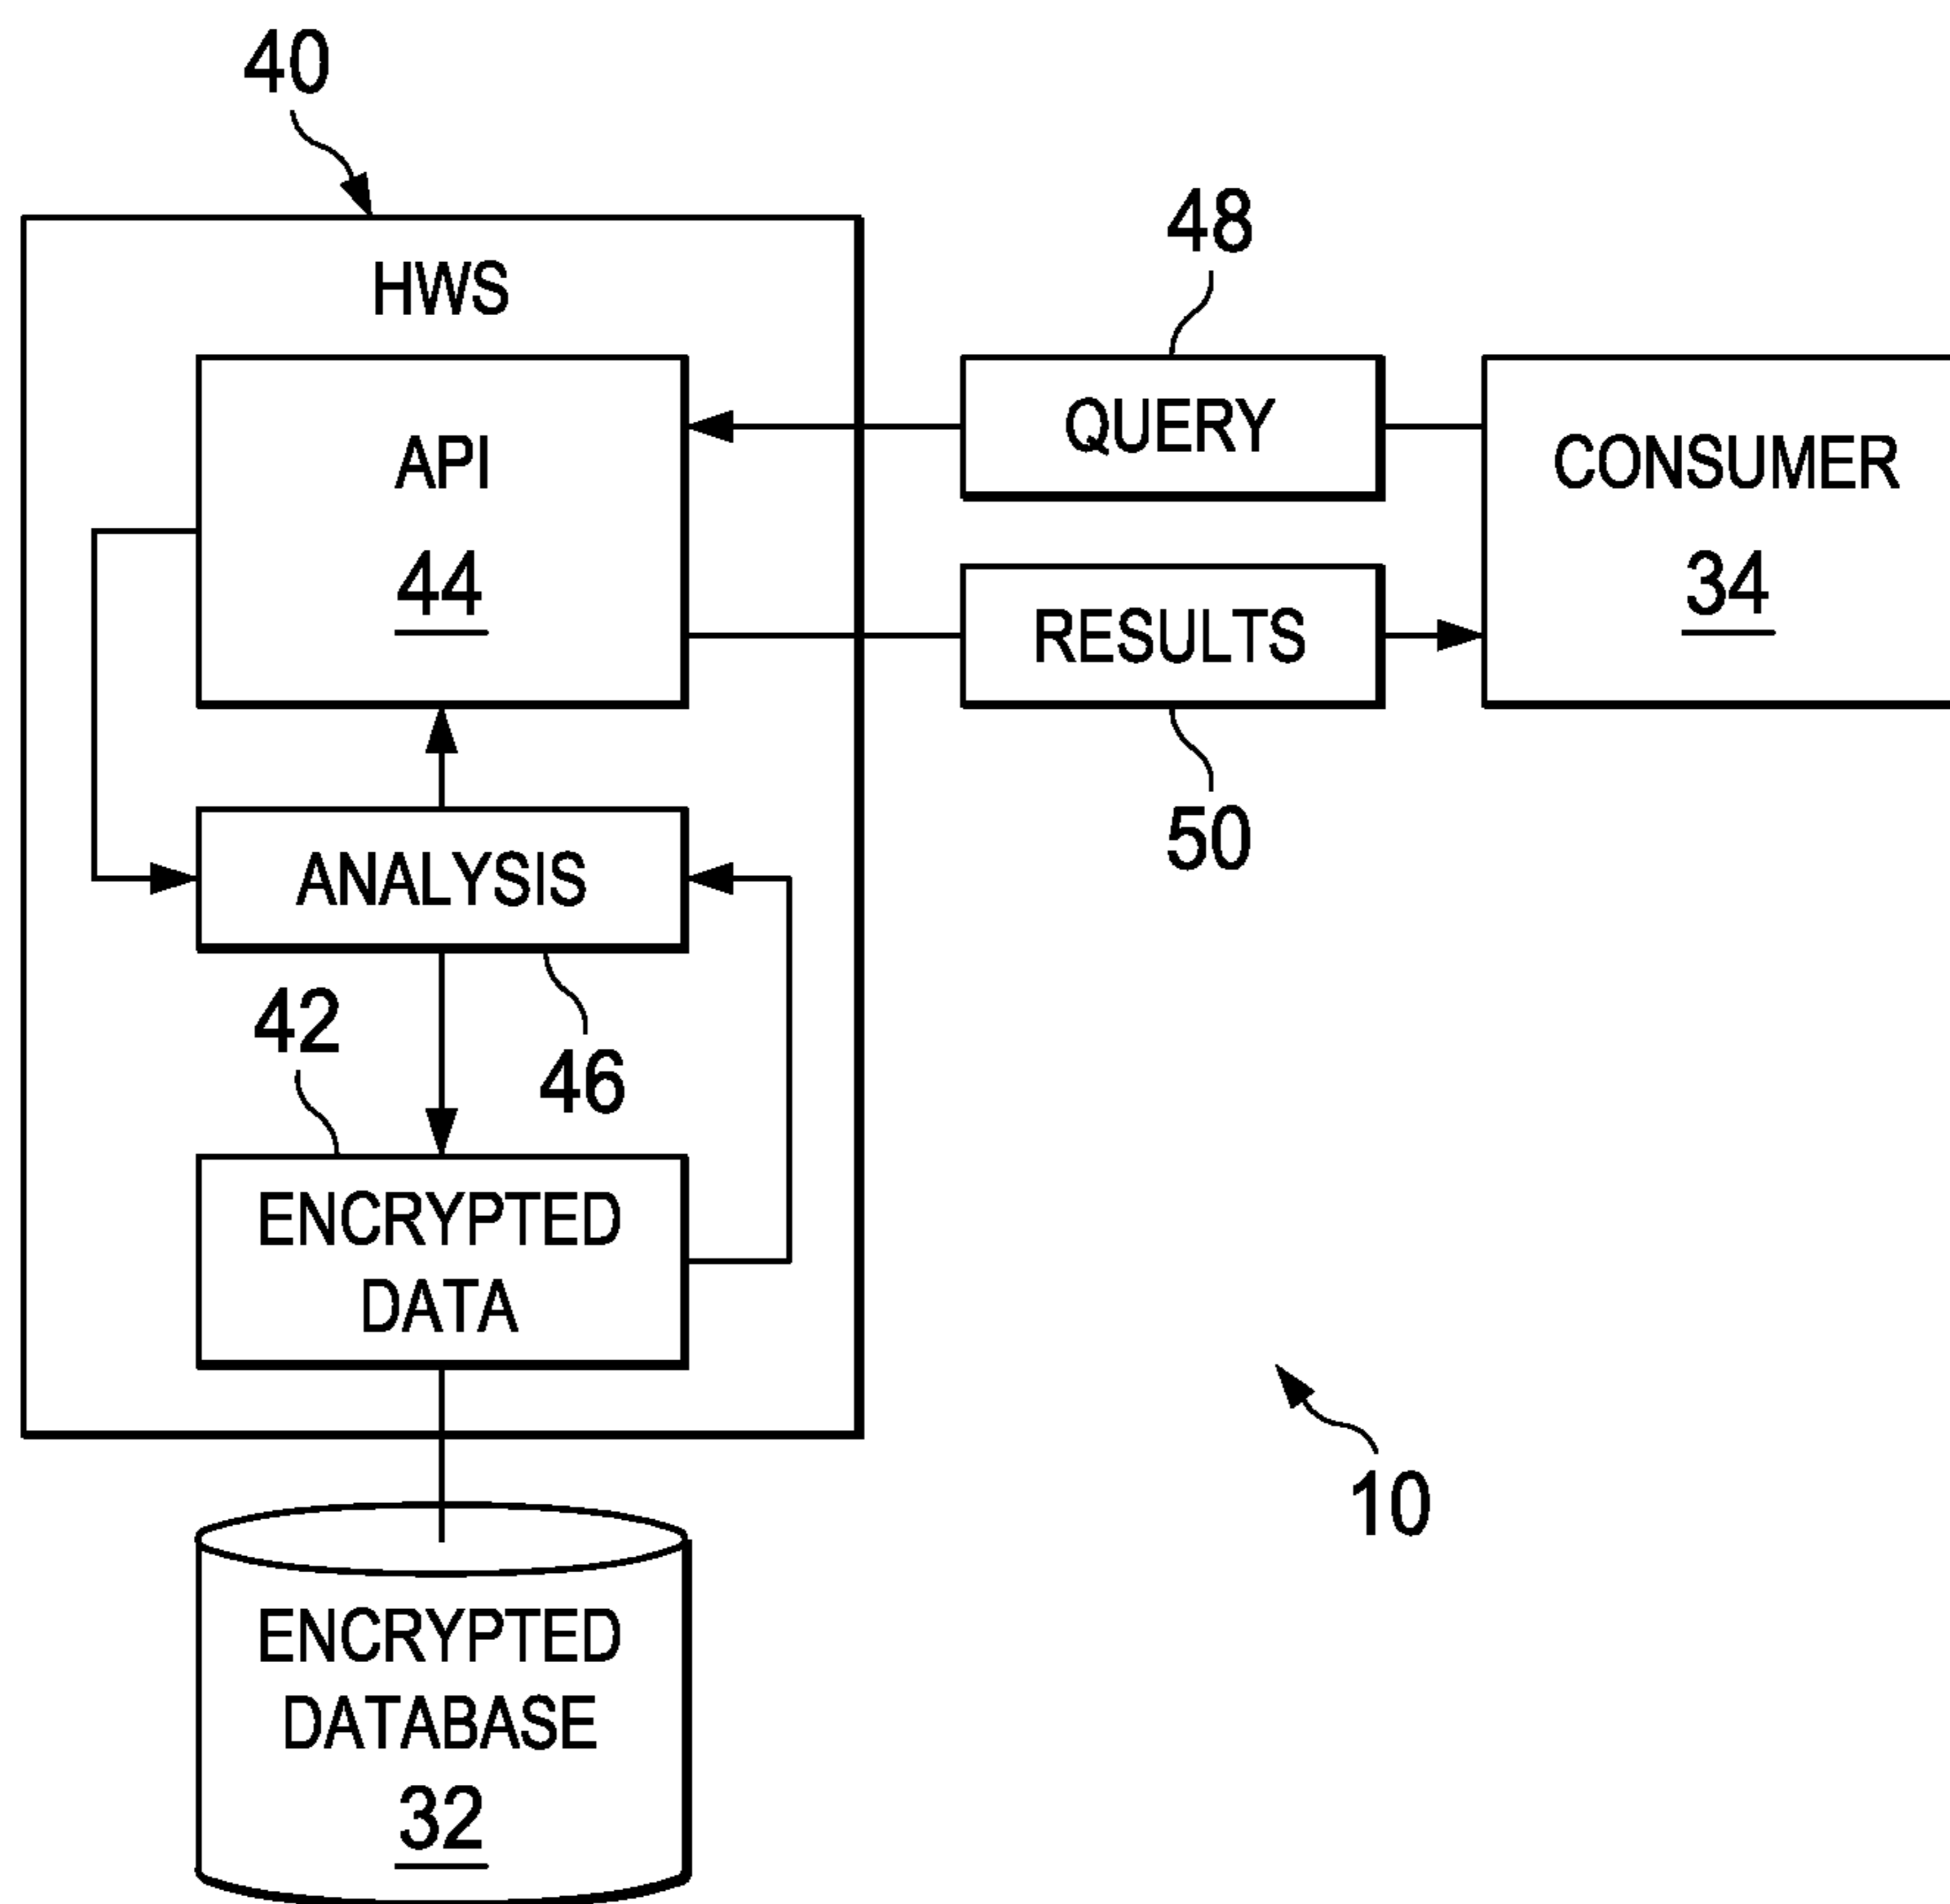 40
HWS
48
API
44
QUERY
CONSUMER
34
RESULTS
50
ANALYSIS
42
46
ENCRYPTED
DATA
10
ENCRYPTED
DATABASE
32